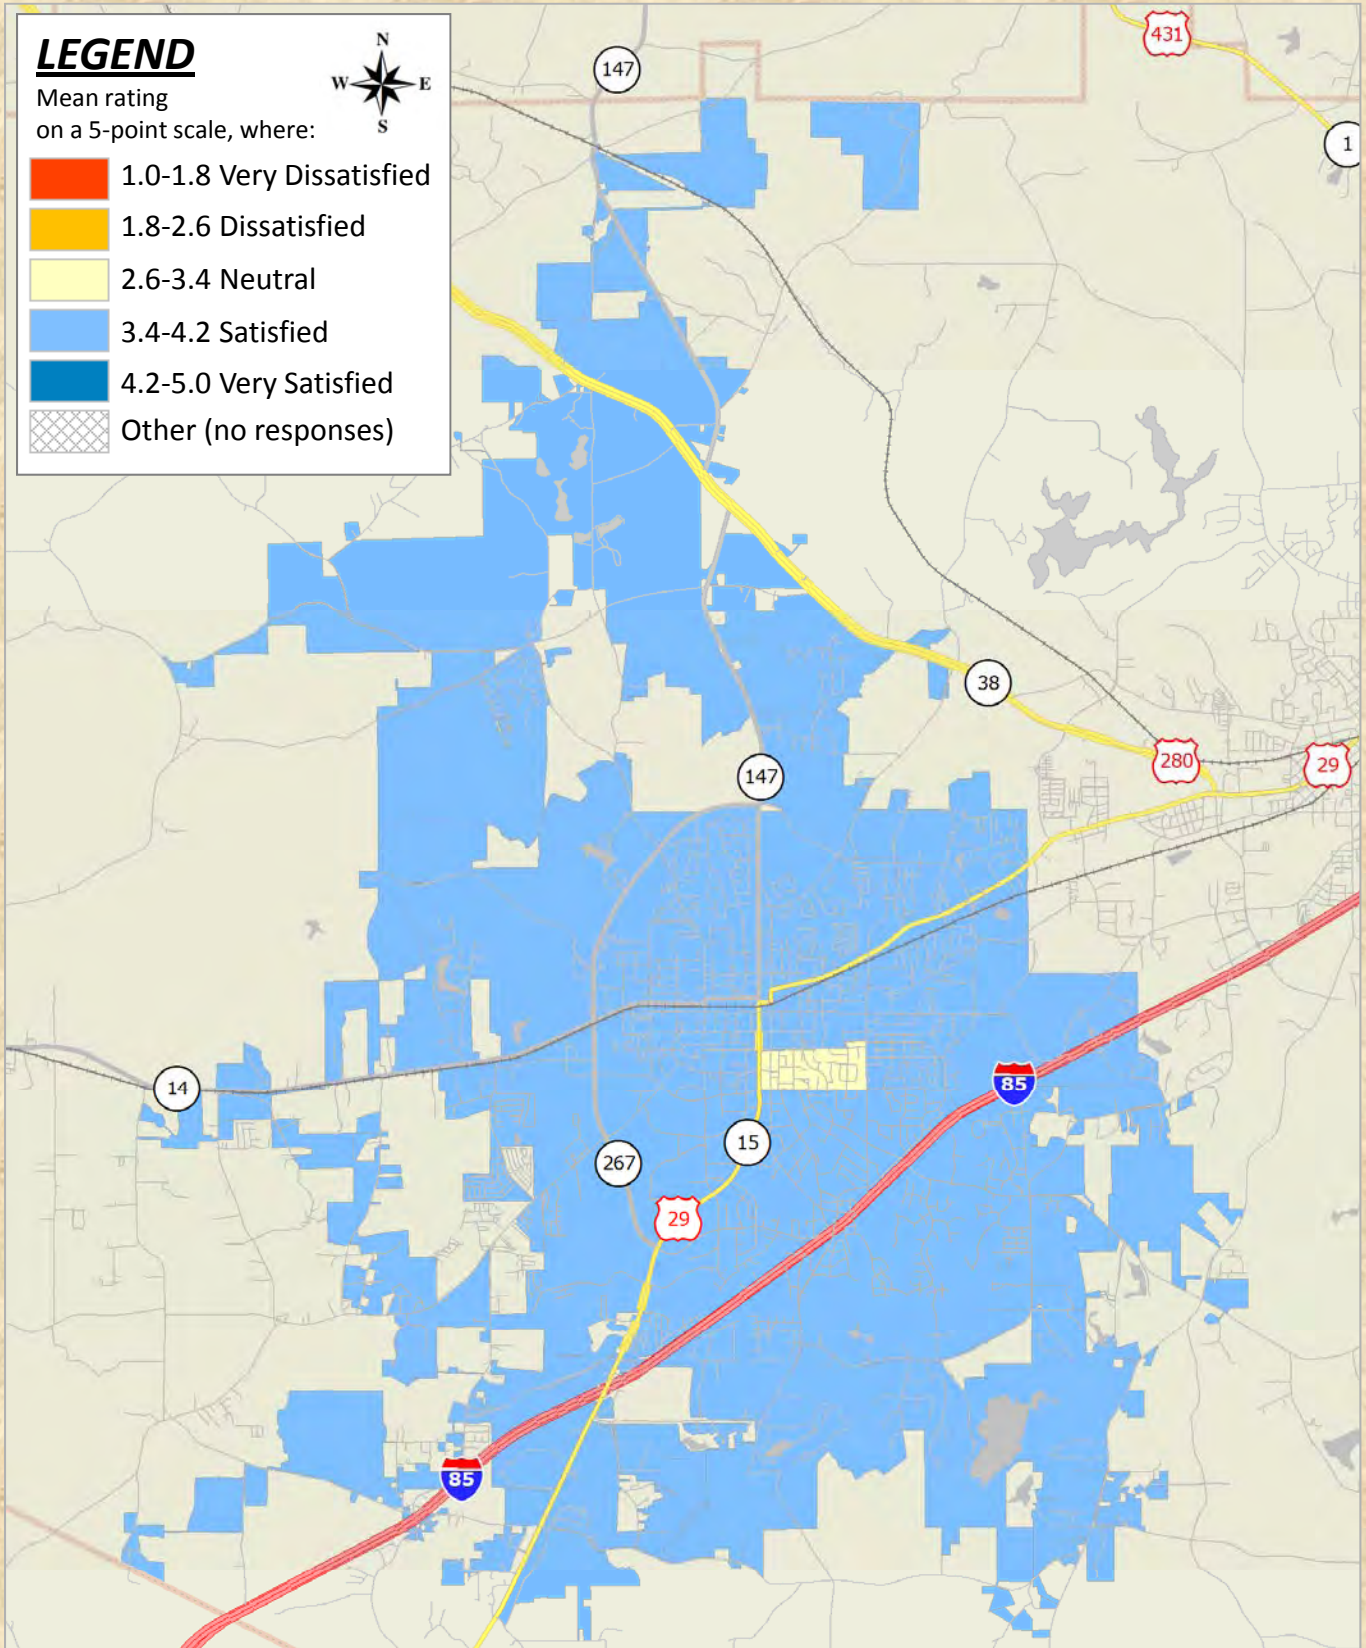 LEGEND
N
W E
S
Mean rating
on a 5-point scale, where:
1.0-1.8 Very Dissatisfied
1.8-2.6 Dissatisfied
2.6-3.4 Neutral
3.4-4.2 Satisfied
4.2-5.0 Very Satisfied
Other (no responses)
147
431
1
38
280
29
147
14
85
15
267
29
85